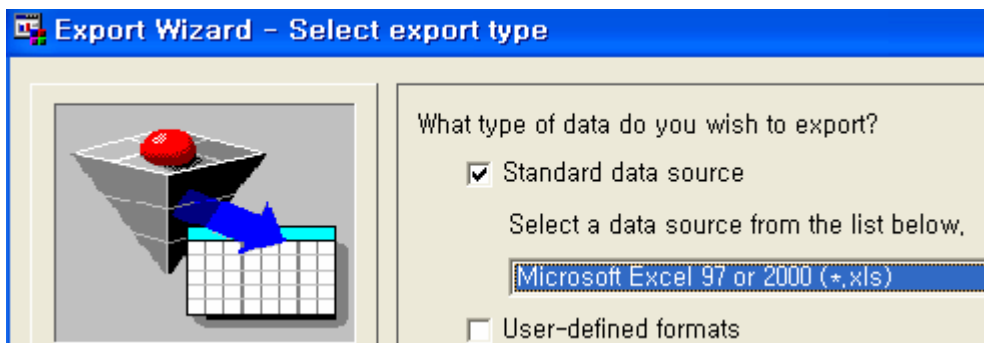 Export Wizard - Select export type
What type of data do you wish to export?
Standard data source
Select a data source from the list below,
Microsoft Excel 97 or 2000 (*,xls)
User-defined formats